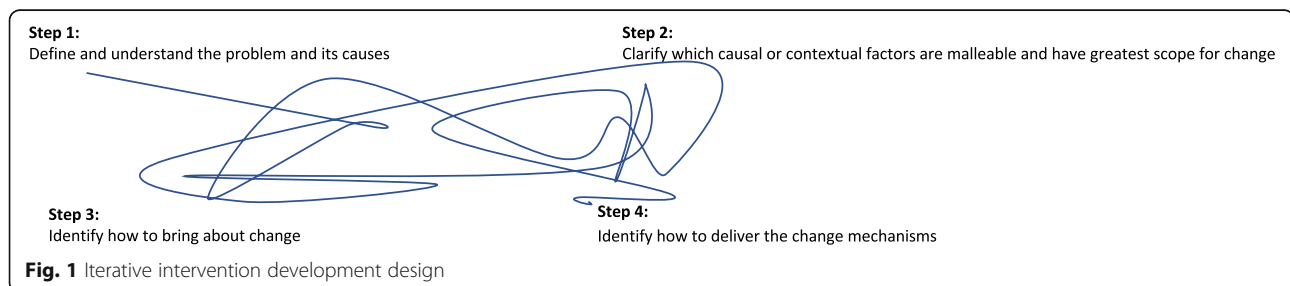 Step 1:
Define and understand the problem and its causes
Step 2:
Clarify which causal or contextual factors are malleable and have greatest scope for change
Step 3:
Identify how to bring about change
Step 4:
Identify how to deliver the change mechanisms
Fig. 1 Iterative intervention development design